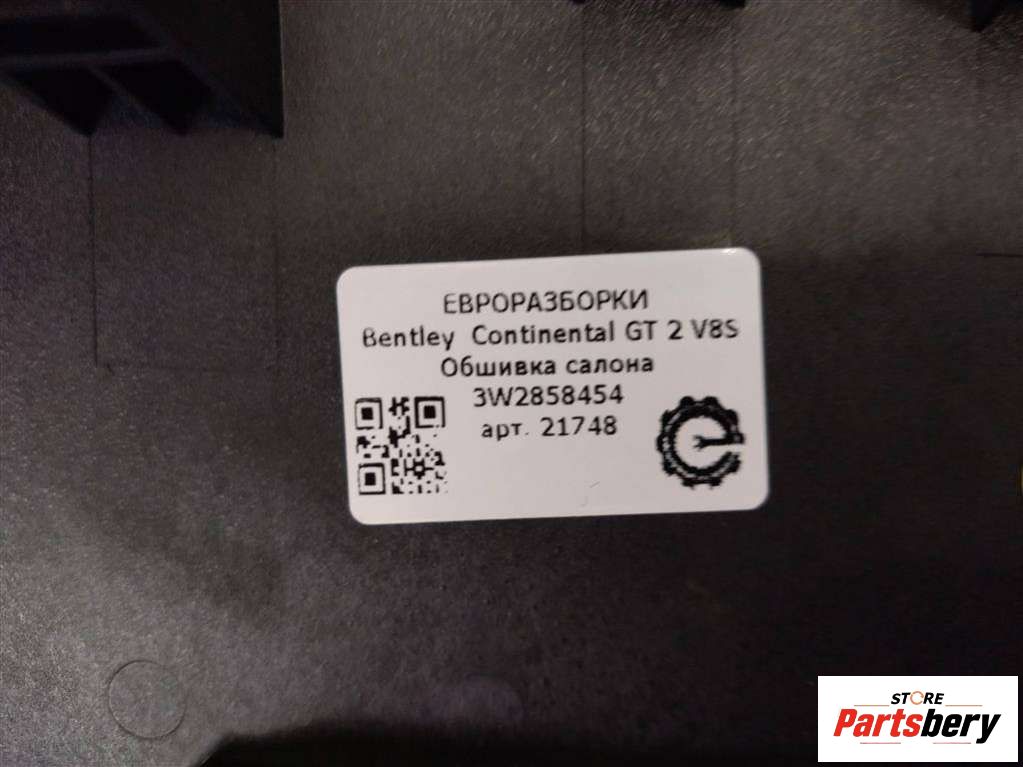 ЕВРОРАЗБОРКИ
Bentley Continental GT 2 V8S
Обшивка салона
3W2858454
арт. 21748
STORE
Partsbery